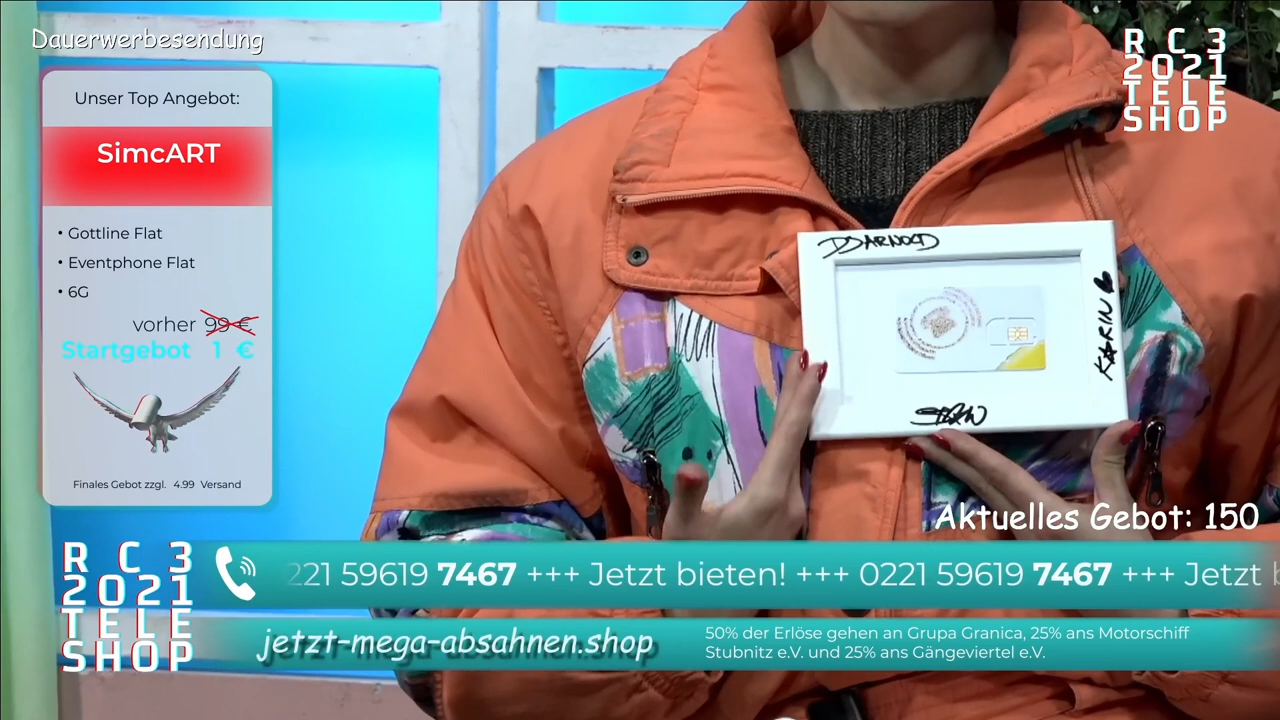 Dauerwerbesendung
Unser Top Angebot:
SimcART
• Gottline Flat
• Eventphone Flat
• 6G
vorher 99 €
Startgebot 1 €
Finales Gebot zzgl. 4.99 Versand
R C 3
2021
TELE
SHOP
DJ ARNOLD
KARIN B
Aktuelles Gebot: 150
R C 3
2021
TELE
SHOP
221 59619 7467 +++ Jetzt bieten! +++ 0221 59619 7467 +++ Jetzt
jetzt-mega-absahnen.shop
50% der Erlöse gehen an Grupa Granica, 25% ans Motorschiff
Stubnitz e.V. und 25% ans Gängeviertel e.V.